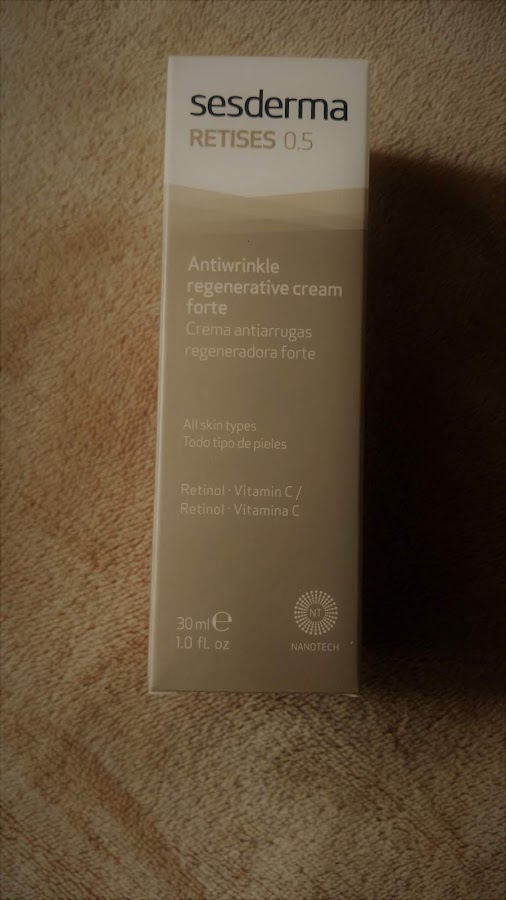 sesderma
RETISES 0.5
Antiwrinkle
regenerative cream
forte
Crema antiarrugas
regeneradora forte
All skin types
Todo tipo de pieles
Retinol · Vitamin C /
Retinol · Vitamina C
30 ml ℮
1.0 fl. oz
NT
NANOTECH